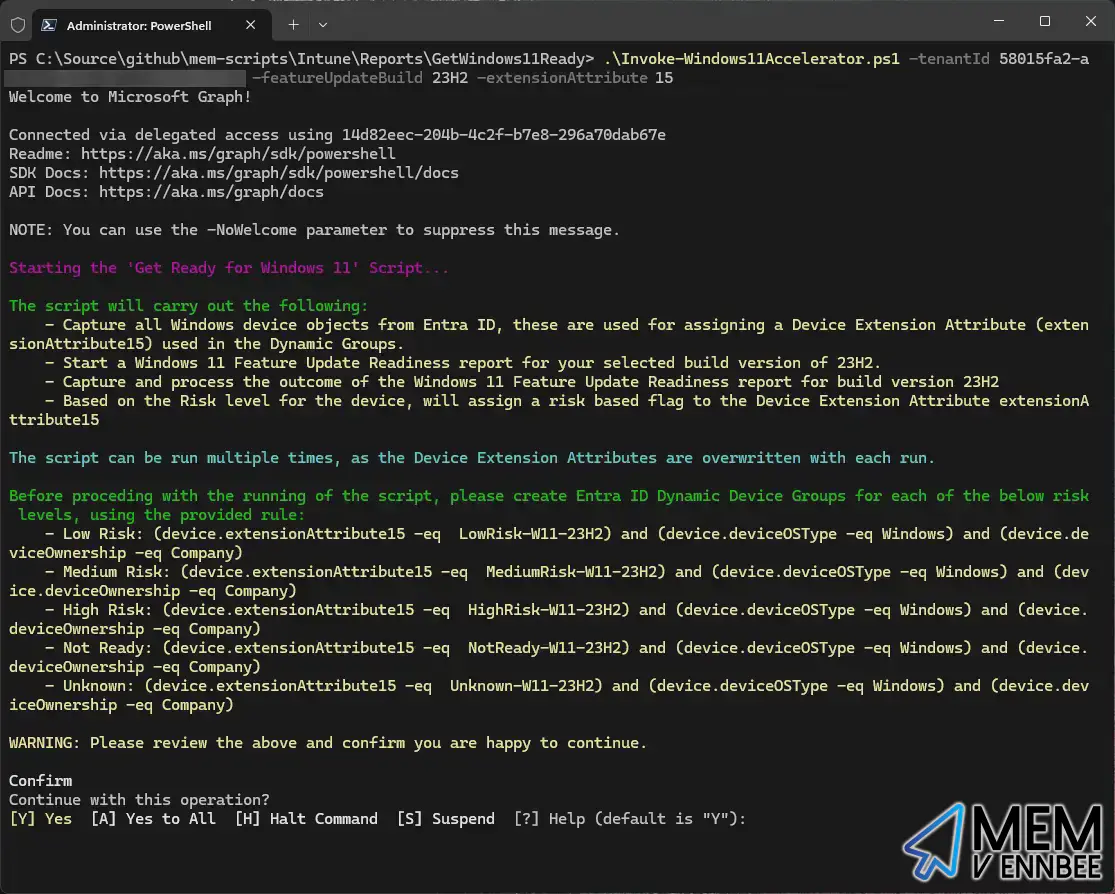 Administrator: PowerShell
PS C:\Source\github\mem-scripts\Intune\Reports\GetWindows11Ready> .\Invoke-Windows11Accelerator.ps1 -tenantId 58015fa2-a
-featureUpdateBuild 23H2 -extensionAttribute 15
Welcome to Microsoft Graph!
Connected via delegated access using 14d82eec-204b-4c2f-b7e8-296a70dab67e
Readme: https://aka.ms/graph/sdk/powershell
SDK Docs: https://aka.ms/graph/sdk/powershell/docs
API Docs: https://aka.ms/graph/docs
NOTE: You can use the -NoWelcome parameter to suppress this message.
Starting the 'Get Ready for Windows 11' Script...
The script will carry out the following:
- Capture all Windows device objects from Entra ID, these are used for assigning a Device Extension Attribute (exten
sionAttribute15) used in the Dynamic Groups.
- Start a Windows 11 Feature Update Readiness report for your selected build version of 23H2.
- Capture and process the outcome of the Windows 11 Feature Update Readiness report for build version 23H2
- Based on the Risk level for the device, will assign a risk based flag to the Device Extension Attribute extensionA
ttribute15
The script can be run multiple times, as the Device Extension Attributes are overwritten with each run.
Before proceding with the running of the script, please create Entra ID Dynamic Device Groups for each of the below risk
levels, using the provided rule:
- Low Risk: (device.extensionAttribute15 -eq  LowRisk-W11-23H2) and (device.deviceOSType -eq Windows) and (device.de
viceOwnership -eq Company)
- Medium Risk: (device.extensionAttribute15 -eq  MediumRisk-W11-23H2) and (device.deviceOSType -eq Windows) and (dev
ice.deviceOwnership -eq Company)
- High Risk: (device.extensionAttribute15 -eq  HighRisk-W11-23H2) and (device.deviceOSType -eq Windows) and (device.
deviceOwnership -eq Company)
- Not Ready: (device.extensionAttribute15 -eq  NotReady-W11-23H2) and (device.deviceOSType -eq Windows) and (device.
deviceOwnership -eq Company)
- Unknown: (device.extensionAttribute15 -eq  Unknown-W11-23H2) and (device.deviceOSType -eq Windows) and (device.dev
iceOwnership -eq Company)
WARNING: Please review the above and confirm you are happy to continue.
Confirm
Continue with this operation?
[Y] Yes  [A] Yes to All  [H] Halt Command  [S] Suspend  [?] Help (default is "Y"):
MEM
V ENNBEE